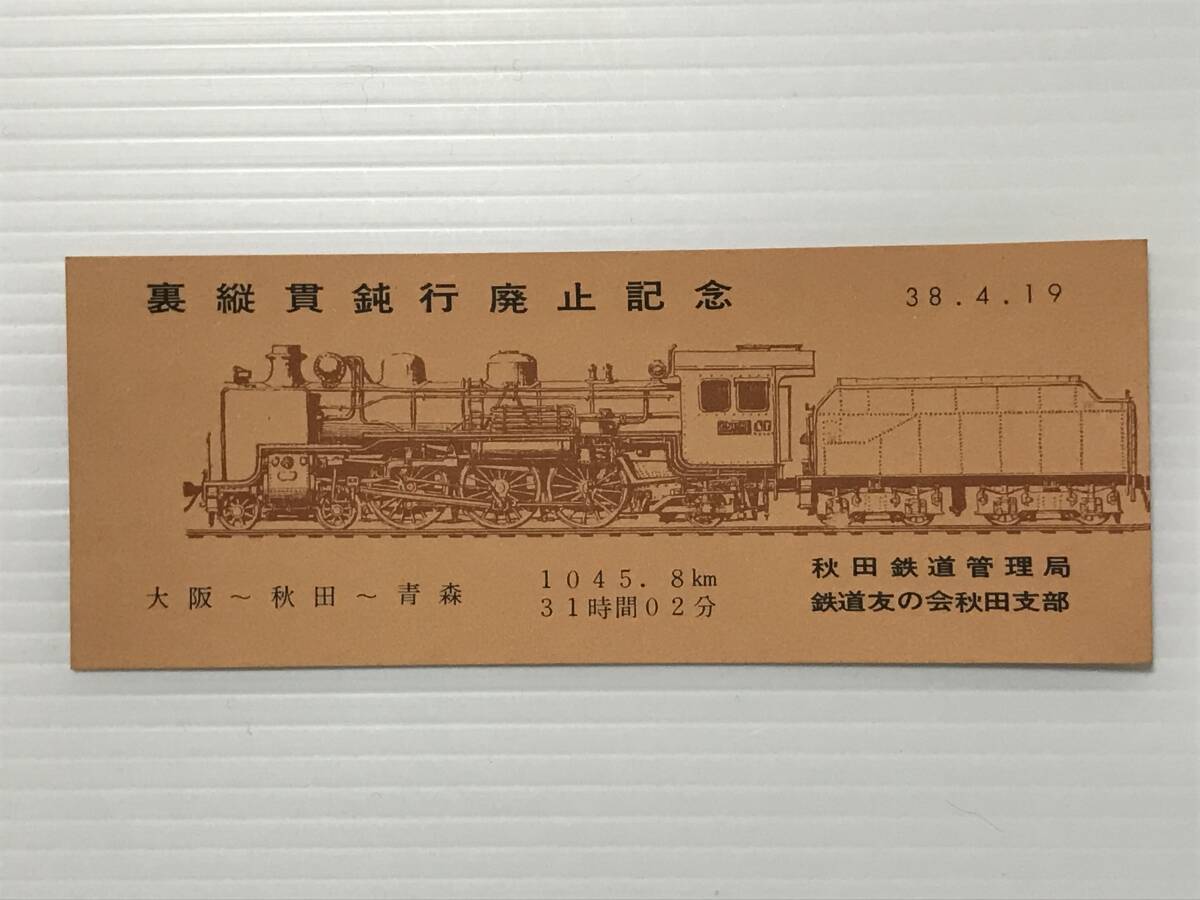 裏縦貫鈍行廃止記念
38.4.19
大阪~秋田~青森
1045.8km
31時間02分
秋田鉄道管理局
鉄道友の会秋田支部